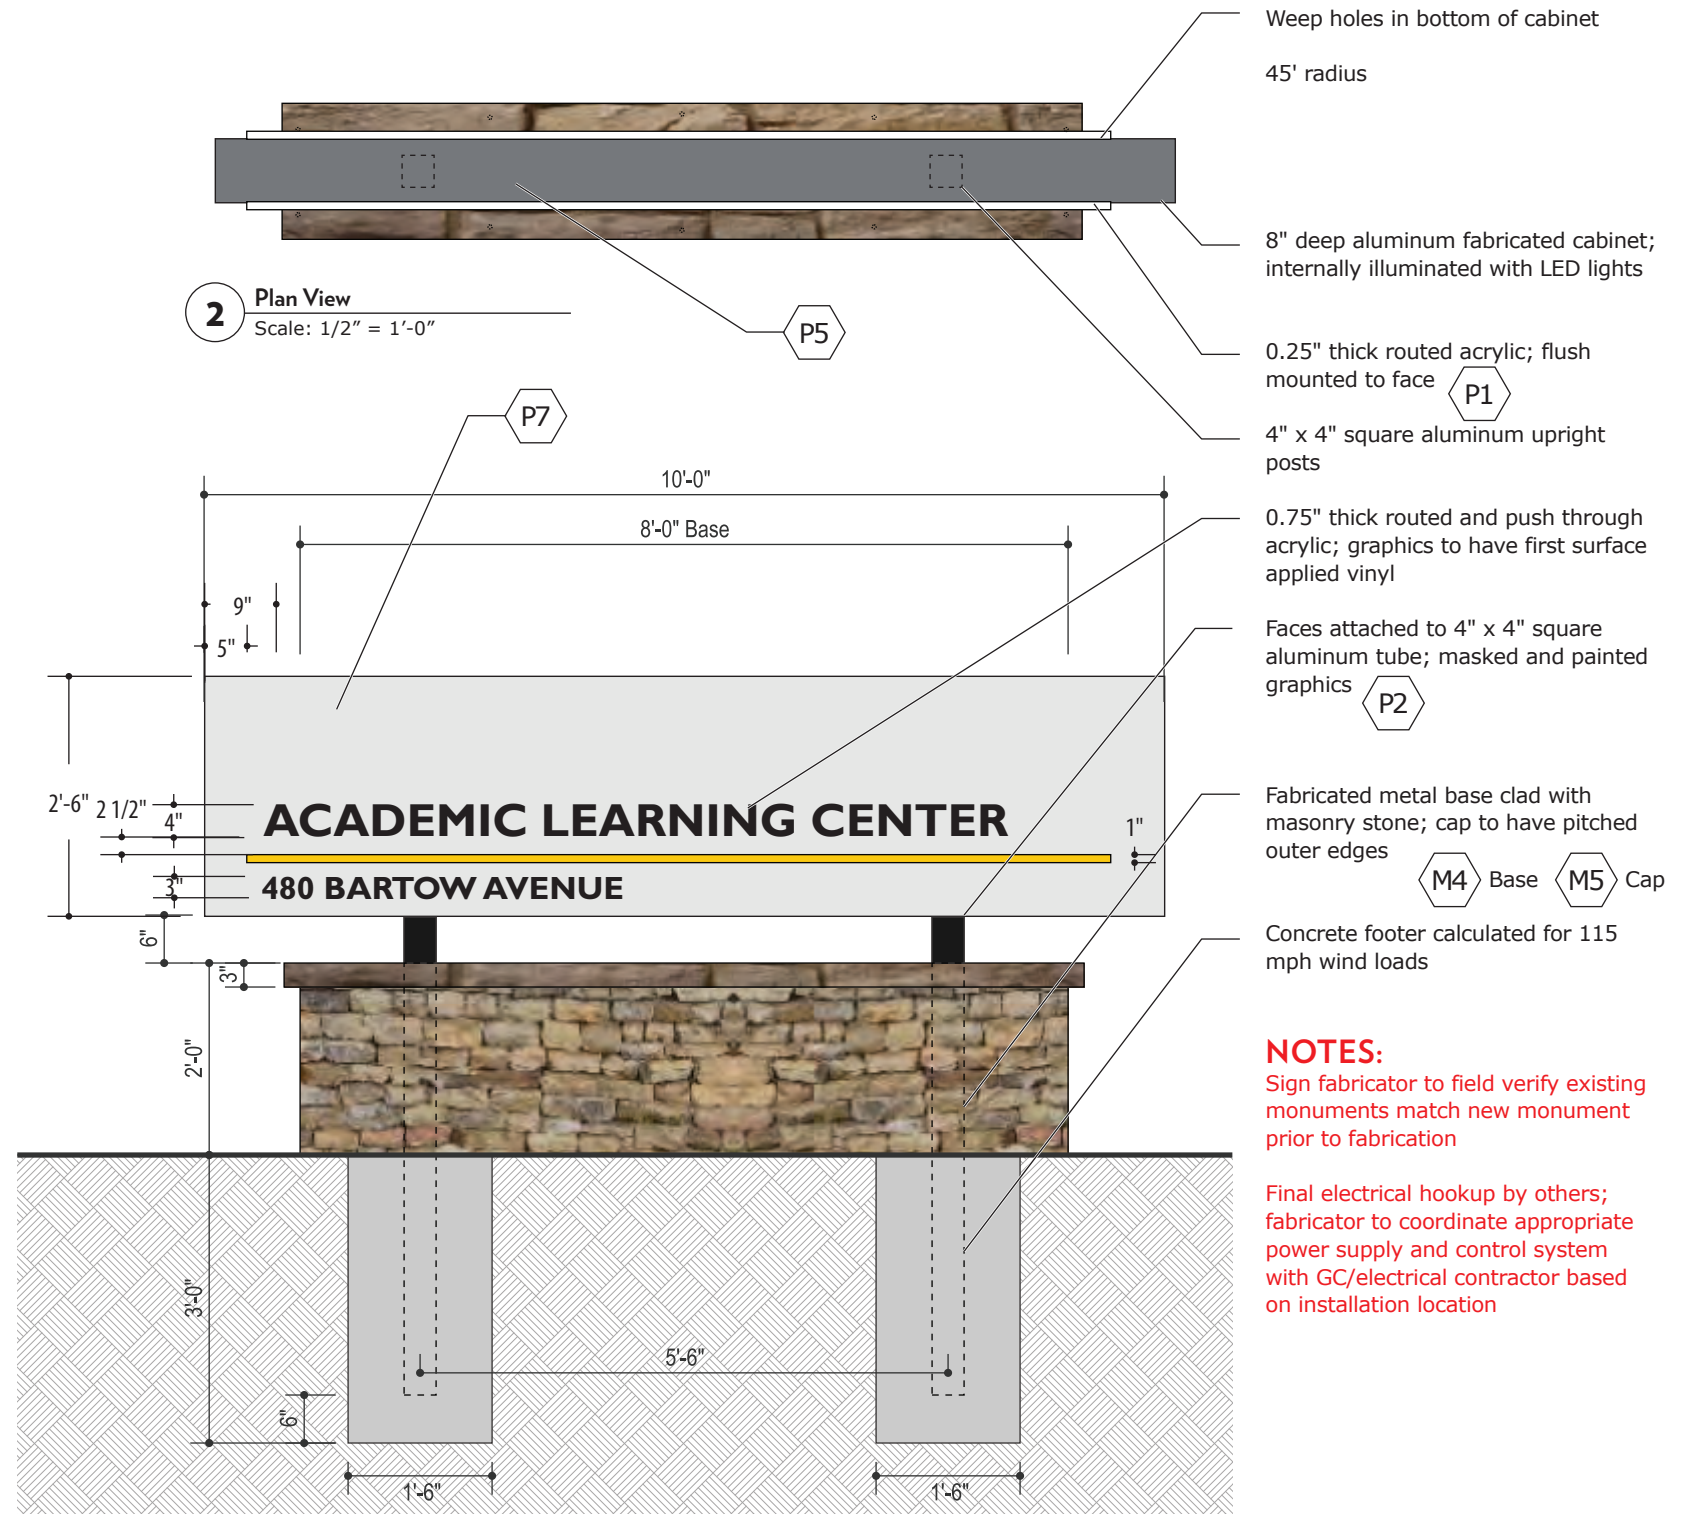 Weep holes in bottom of cabinet
45' radius
8" deep aluminum fabricated cabinet;
internally illuminated with LED lights
2
Plan View
Scale: 1/2” = 1’-0”
P5
0.25" thick routed acrylic; flush
mounted to face
P1
4" x 4" square aluminum upright
posts
P7
10'-0"
8'-0" Base
0.75" thick routed and push through
acrylic; graphics to have first surface
applied vinyl
9"
5"
Faces attached to 4" x 4" square
aluminum tube; masked and painted
graphics
P2
2'-6"
2 1/2"
4"
ACADEMIC LEARNING CENTER
1"
3"
480 BARTOW AVENUE
Fabricated metal base clad with
masonry stone; cap to have pitched
outer edges
M4 Base M5 Cap
6"
3"
2'-0"
Concrete footer calculated for 115
mph wind loads
NOTES:
Sign fabricator to field verify existing
monuments match new monument
prior to fabrication
Final electrical hookup by others;
fabricator to coordinate appropriate
power supply and control system
with GC/electrical contractor based
on installation location
3'-0"
5'-6"
6"
1'-6"
1'-6"